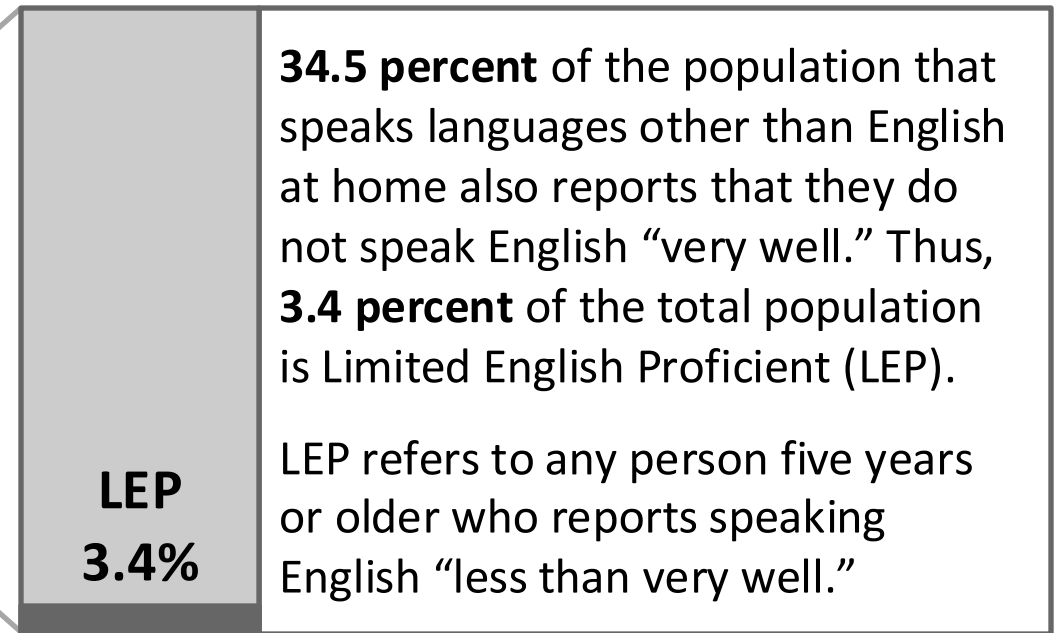 LEP
3.4%
34.5 percent of the population that
speaks languages other than English
at home also reports that they do
not speak English “very well.” Thus,
3.4 percent of the total population
is Limited English Proficient (LEP).
LEP refers to any person five years
or older who reports speaking
English “less than very well.”